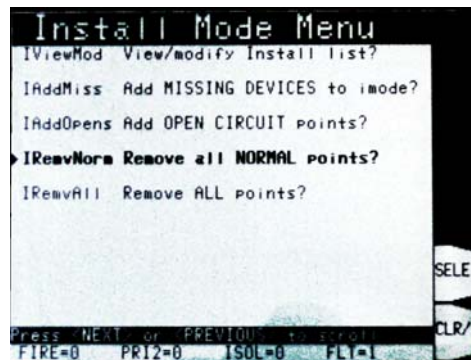 Install Mode Menu
IViewMod View/modify Install list?
IAddMiss Add MISSING DEVICES to imode?
IAddOpens Add OPEN CIRCUIT points?
IRemvNorm Remove all NORMAL points?
IRemvAll Remove ALL points?
SELE
CLR/
Press <NEXT> or <PREVIOUS> to scroll
FIRE=0 PRI2=0 ISOL=0 FLT=1